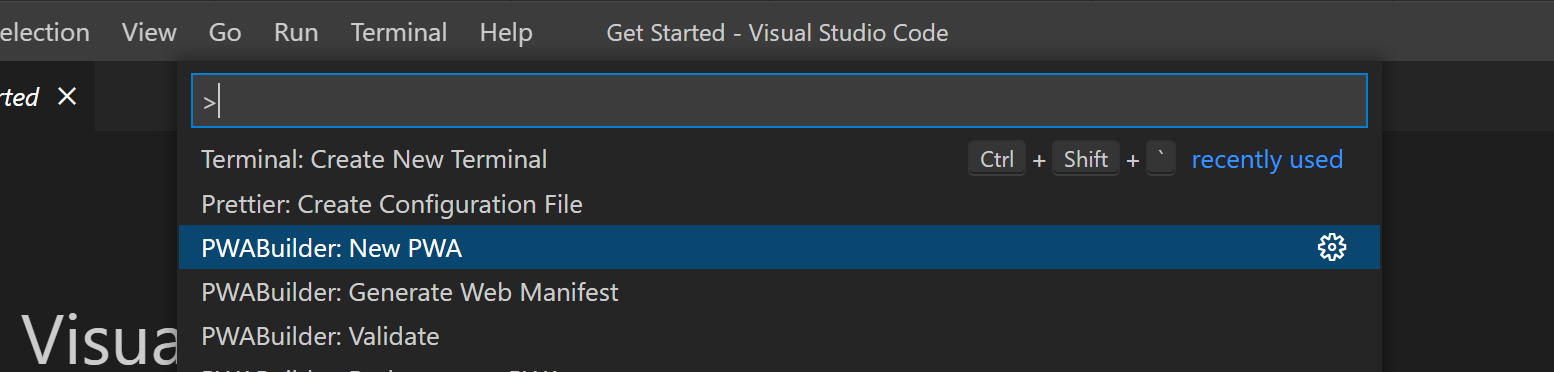 election View Go Run Terminal Help Get Started - Visual Studio Code
rted
>
Terminal: Create New Terminal Ctrl + Shift + ` recently used
Prettier: Create Configuration File
PWABuilder: New PWA
PWABuilder: Generate Web Manifest
Visua
PWABuilder: Validate